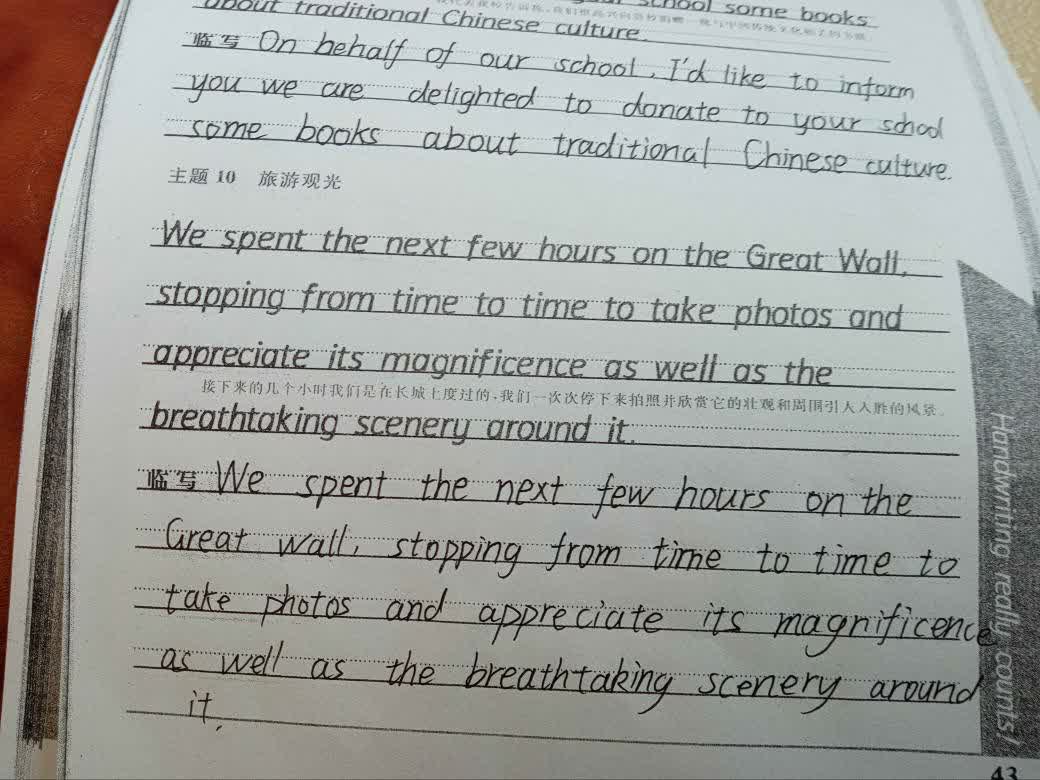 school some books
about traditional Chinese culture.
临写 On behalf of our school, I'd like to inform
you we are delighted to donate to your school
some books about traditional Chinese culture.
主题 10 旅游观光
We spent the next few hours on the Great Wall,
stopping from time to time to take photos and
appreciate its magnificence as well as the
接下来的几个小时我们是在长城上度过的,我们一次次停下来拍照并欣赏它的壮观和周围引人入胜的风景。
breathtaking scenery around it.
临写 We spent the next few hours on the
Great wall, stopping from time to time to
take photos and appreciate its magnificence
as well as the breathtaking scenery around
it.
Handwriting really counts!
43